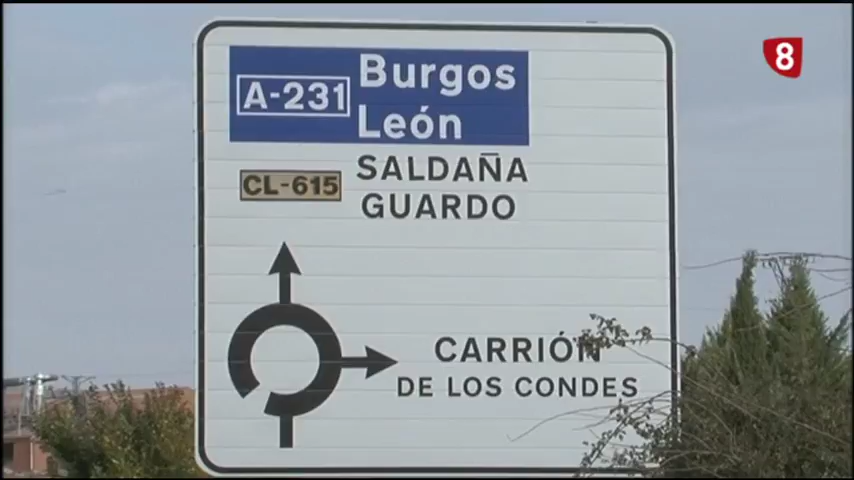 8
A-231
Burgos
León
CL-615
SALDAÑA
GUARDO
CARRIÓN
DE LOS CONDES